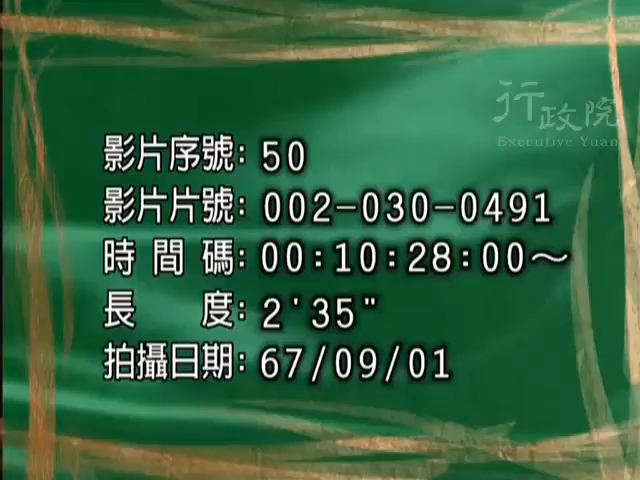 行政院
Executive Yuan
影片序號: 50
影片片號: 002-030-0491
時間碼: 00:10:28:00～
長度: 2'35"
拍攝日期: 67/09/01